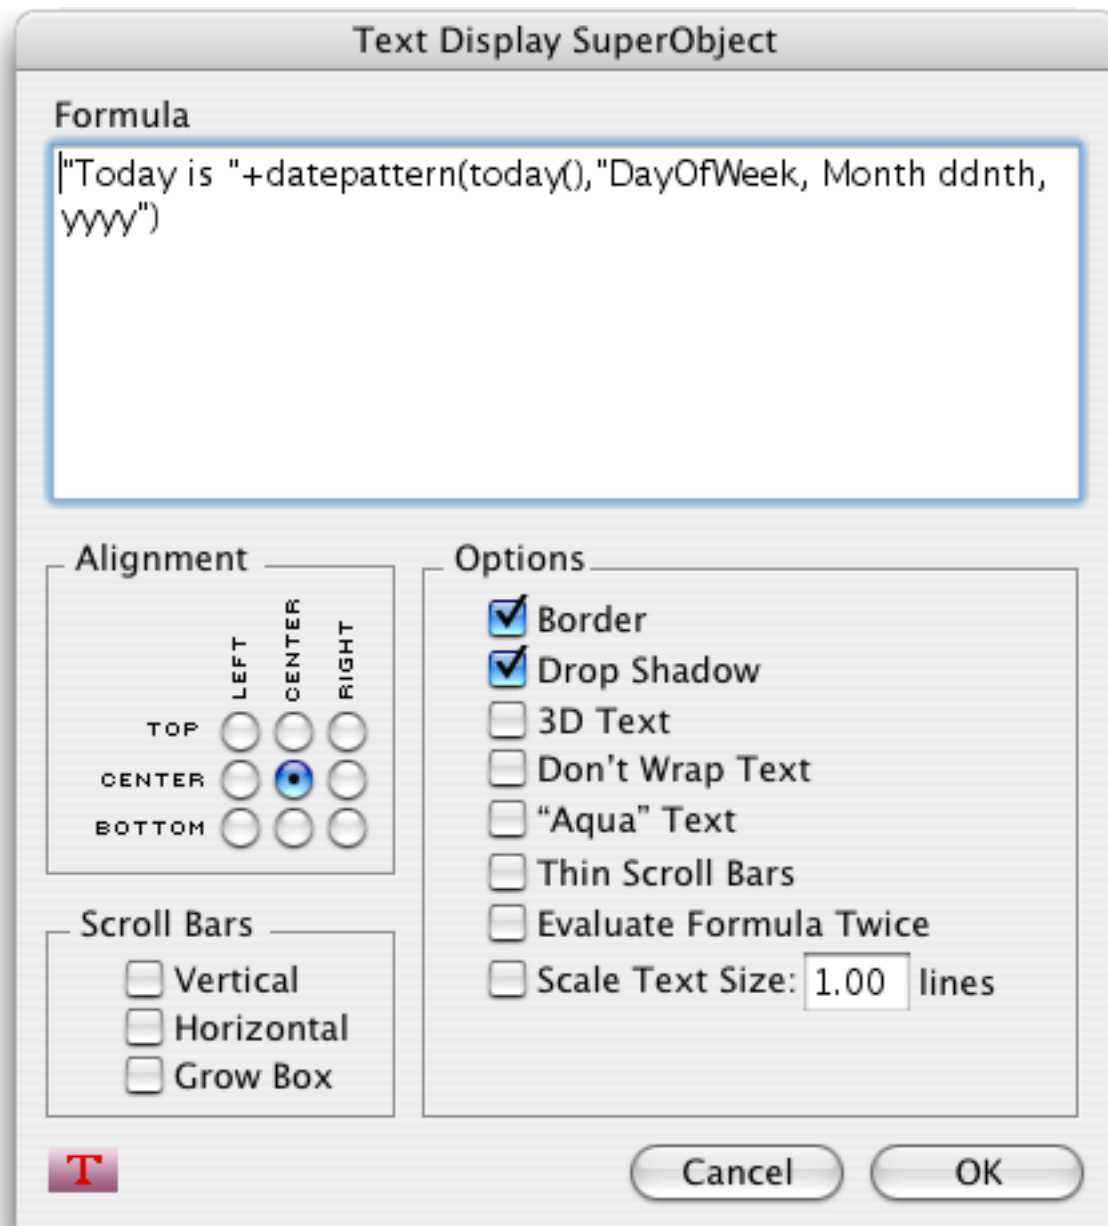 Text Display SuperObject
Formula
"Today is "+datepattern(today(),"DayOfWeek, Month ddnth,
yyyy")
Alignment
LEFT
CENTER
RIGHT
TOP
CENTER
BOTTOM
Scroll Bars
Vertical
Horizontal
Grow Box
Options
Border
Drop Shadow
3D Text
Don't Wrap Text
“Aqua” Text
Thin Scroll Bars
Evaluate Formula Twice
Scale Text Size: 1.00 lines
T
Cancel
OK